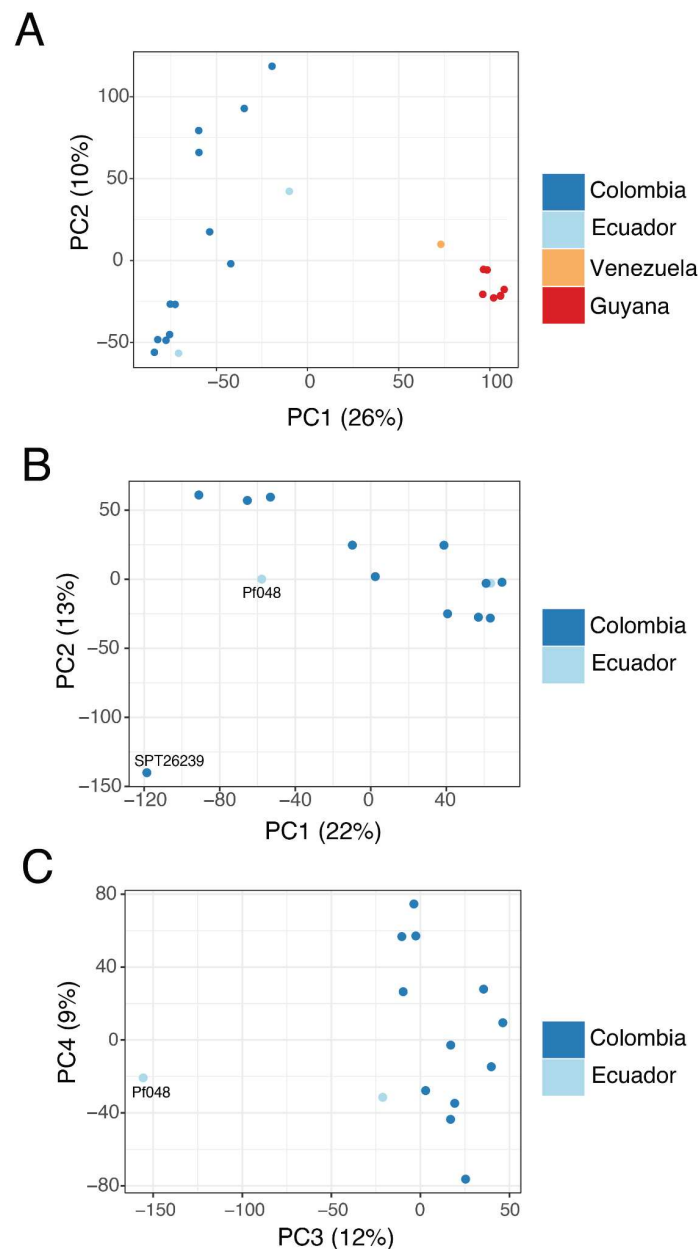 A
100
50
0
−50
PC2 (10%)
−50 0 50 100
PC1 (26%)
Colombia
Ecuador
Venezuela
Guyana
B
50
0
−50
−100
−150
PC2 (13%)
Pf048
SPT26239
−120 −80 −40 0 40
PC1 (22%)
Colombia
Ecuador
C
80
40
0
−40
−80
PC4 (9%)
Pf048
−150 −100 −50 0 50
PC3 (12%)
Colombia
Ecuador